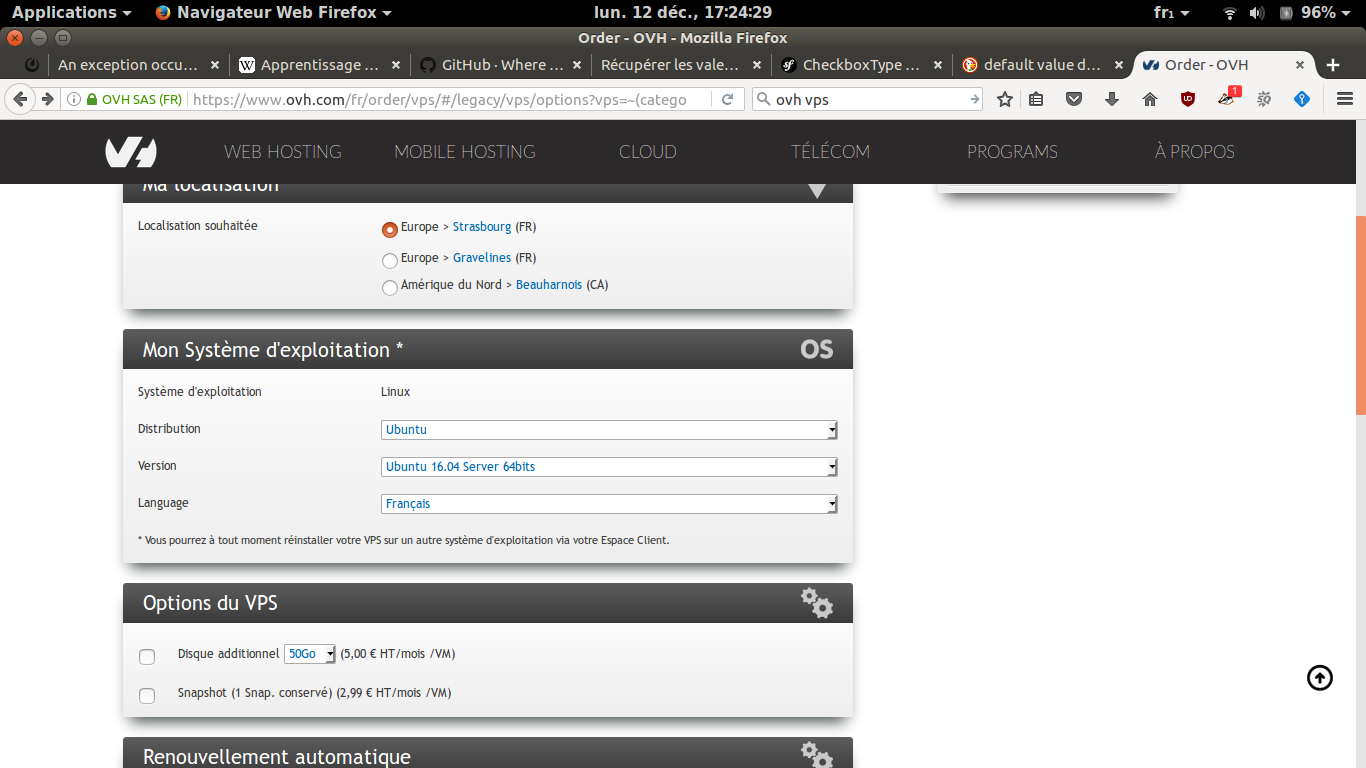 Applications Navigateur Web Firefox lun. 12 déc., 17:24:29 fr₁ 96%
Order - OVH - Mozilla Firefox
An exception occu… Apprentissage … GitHub · Where … Récupérer les vale… CheckboxType … default value d… Order - OVH
OVH SAS (FR) https://www.ovh.com/fr/order/vps/#/legacy/vps/options?vps=~(catego ovh vps 1
WEB HOSTING MOBILE HOSTING CLOUD TÉLÉCOM PROGRAMS À PROPOS
Ma localisation
Localisation souhaitée Europe > Strasbourg (FR)
Europe > Gravelines (FR)
Amérique du Nord > Beauharnois (CA)
Mon Système d'exploitation * OS
Système d'exploitation Linux
Distribution Ubuntu
Version Ubuntu 16.04 Server 64bits
Language Français
* Vous pourrez à tout moment réinstaller votre VPS sur un autre système d'exploitation via votre Espace Client.
Options du VPS
Disque additionnel 50Go (5,00 € HT/mois /VM)
Snapshot (1 Snap. conservé) (2,99 € HT/mois /VM)
Renouvellement automatique